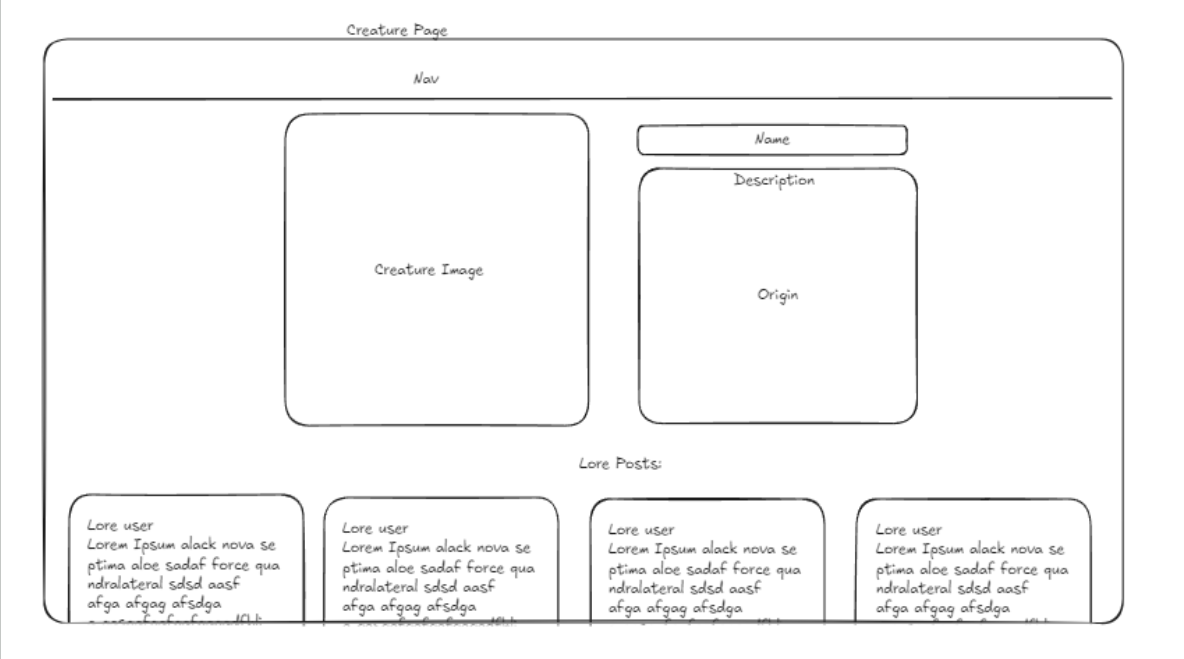 Creature Page
Nav
Name
Description
Creature Image
Origin
Lore Posts:
Lore user
Lorem Ipsum alack nova se
ptima aloe sadaf force qua
ndralateral sdsd aasf
afga afgag afsdga
Lore user
Lorem Ipsum alack nova se
ptima aloe sadaf force qua
ndralateral sdsd aasf
afga afgag afsdga
Lore user
Lorem Ipsum alack nova se
ptima aloe sadaf force qua
ndralateral sdsd aasf
afga afgag afsdga
Lore user
Lorem Ipsum alack nova se
ptima aloe sadaf force qua
ndralateral sdsd aasf
afga afgag afsdga